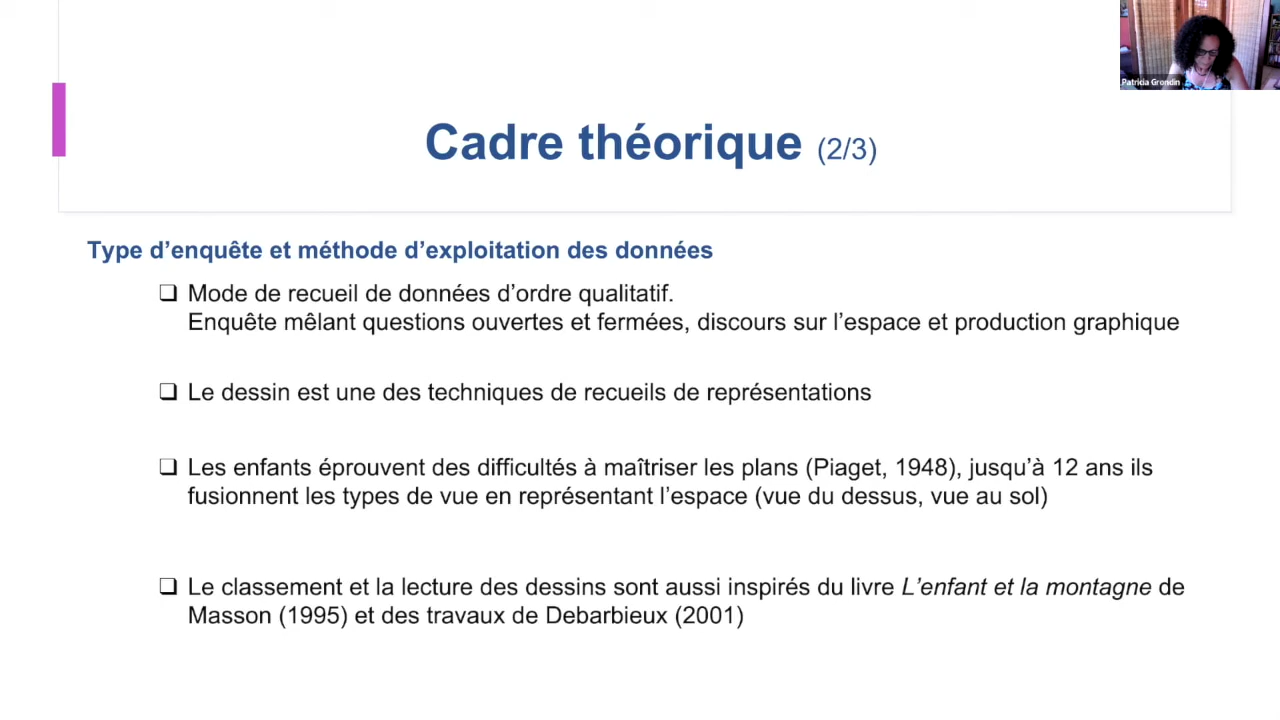 Patricia Grondin
Cadre théorique (2/3)
Type d’enquête et méthode d’exploitation des données
❑ Mode de recueil de données d’ordre qualitatif.
Enquête mêlant questions ouvertes et fermées, discours sur l’espace et production graphique
❑ Le dessin est une des techniques de recueils de représentations
❑ Les enfants éprouvent des difficultés à maîtriser les plans (Piaget, 1948), jusqu’à 12 ans ils
fusionnent les types de vue en représentant l’espace (vue du dessus, vue au sol)
❑ Le classement et la lecture des dessins sont aussi inspirés du livre L’enfant et la montagne de
Masson (1995) et des travaux de Debarbieux (2001)